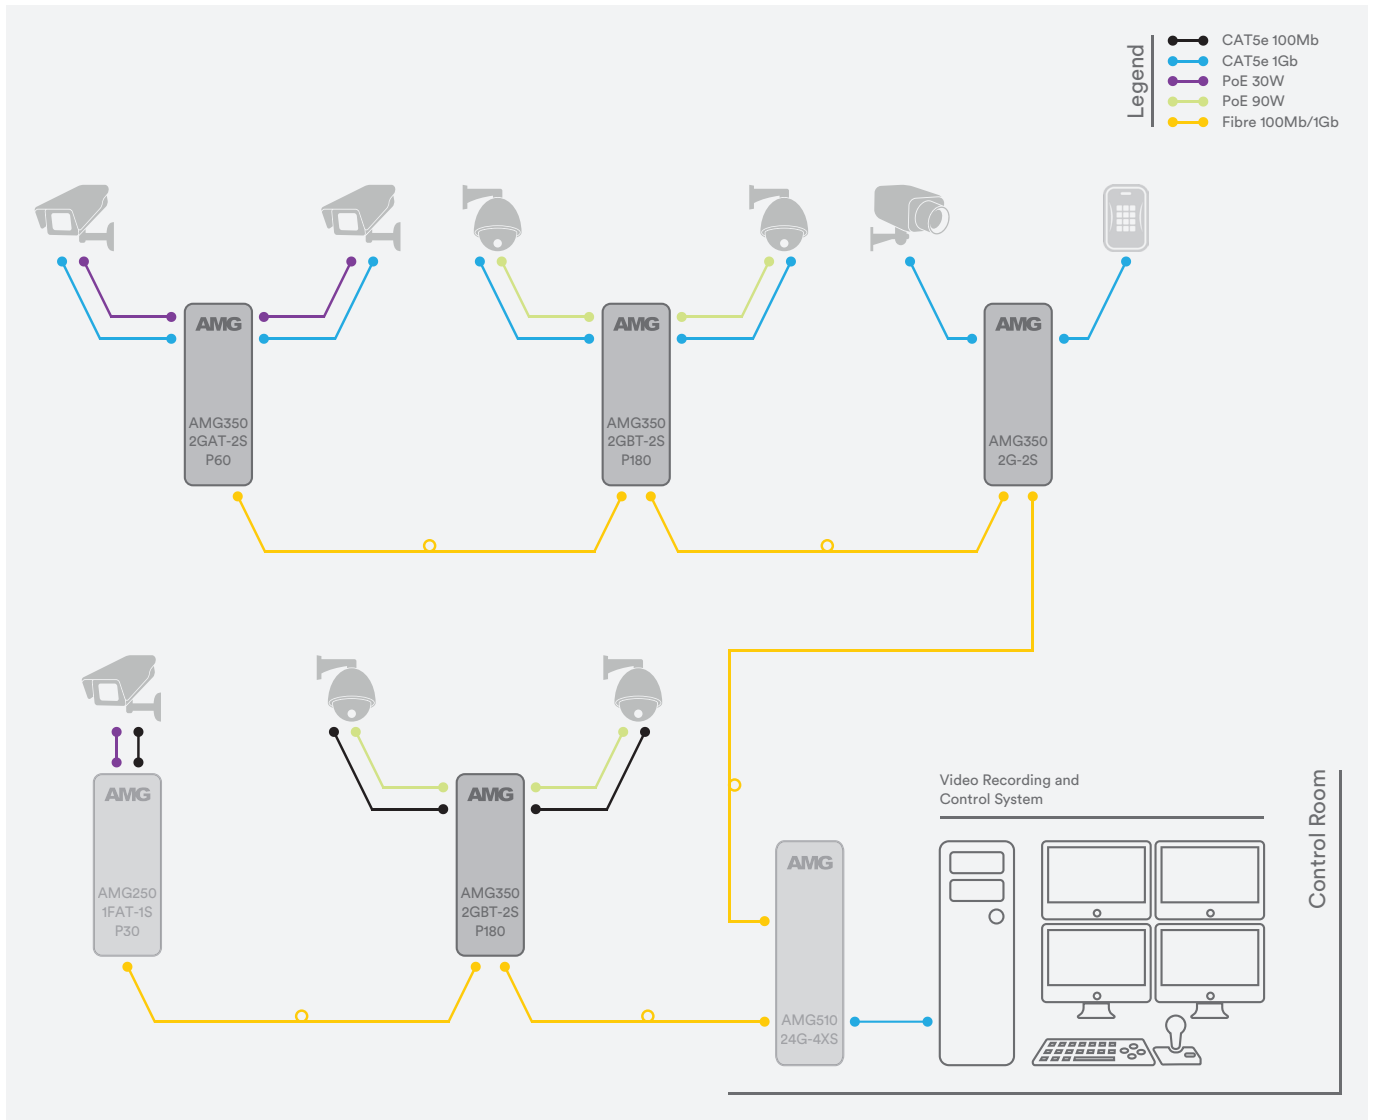 Legend
CAT5e 100Mb
CAT5e 1Gb
PoE 30W
PoE 90W
Fibre 100Mb/1Gb
AMG
AMG350
2GAT-2S
P60
AMG
AMG350
2GBT-2S
P180
AMG
AMG350
2G-2S
AMG
AMG250
1FAT-1S
P30
AMG
AMG350
2GBT-2S
P180
AMG
AMG510
24G-4XS
Video Recording and
Control System
Control Room